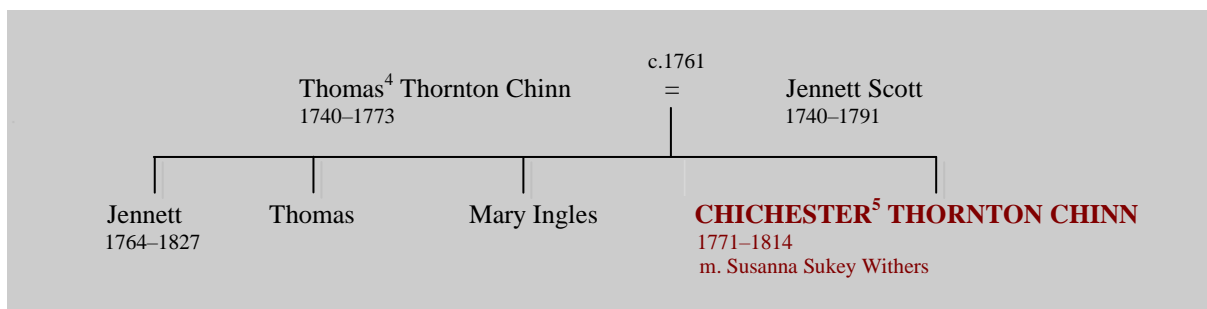 c.1761
Thomas⁴ Thornton Chinn = Jennett Scott
1740–1773 1740–1791
Jennett Thomas Mary Ingles CHICHESTER⁵ THORNTON CHINN
1764–1827 1771–1814
m. Susanna Sukey Withers